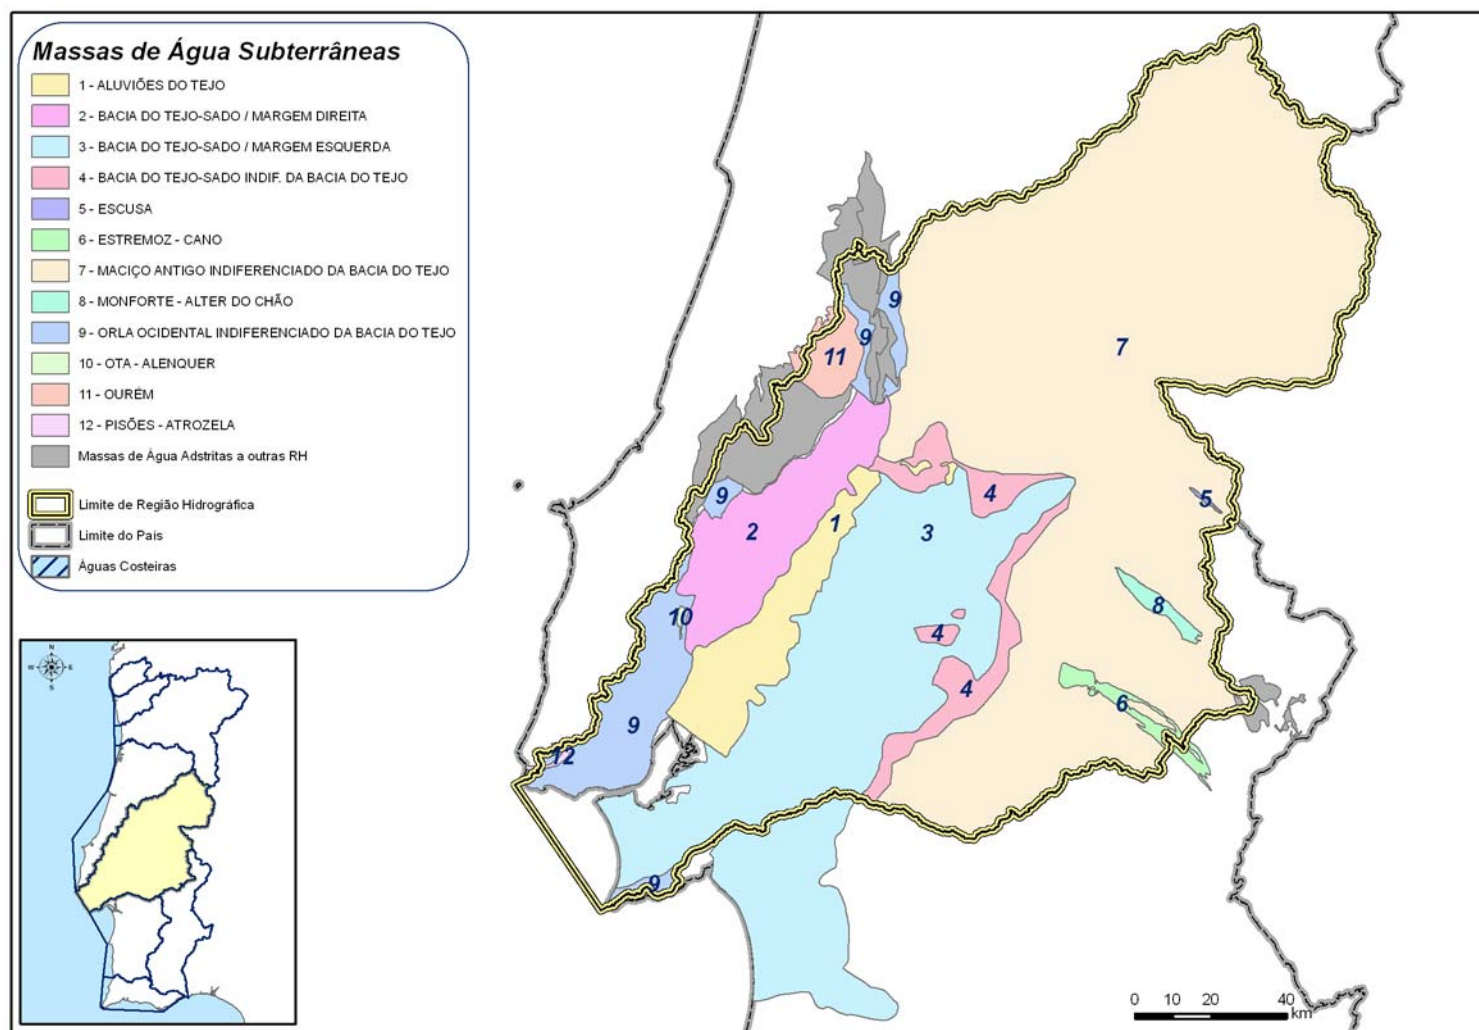 Massas de Água Subterrâneas
1 - ALUVIÕES DO TEJO
2 - BACIA DO TEJO-SADO / MARGEM DIREITA
3 - BACIA DO TEJO-SADO / MARGEM ESQUERDA
4 - BACIA DO TEJO-SADO INDIF. DA BACIA DO TEJO
5 - ESCUSA
6 - ESTREMOZ - CANO
7 - MACIÇO ANTIGO INDIFERENCIADO DA BACIA DO TEJO
8 - MONFORTE - ALTER DO CHÃO
9 - ORLA OCIDENTAL INDIFERENCIADO DA BACIA DO TEJO
10 - OTA - ALENQUER
11 - OURÉM
12 - PISÕES - ATROZELA
Massas de Água Adstritas a outras RH
Limite de Região Hidrográfica
Limite do País
Águas Costeiras
N
W
E
S
9
9
11
7
4
9
5
1
2
3
8
10
4
4
6
9
12
9
0 10 20 40
km